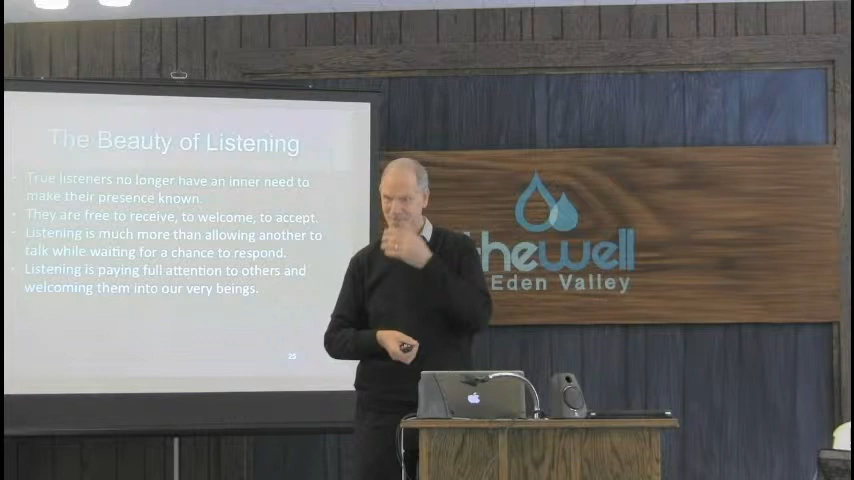 The Beauty of Listening
True listeners no longer have an inner need to
make their presence known.
They are free to receive, to welcome, to accept.
Listening is much more than allowing another to
talk while waiting for a chance to respond.
Listening is paying full attention to others and
welcoming them into our very beings.
25
thewell
Eden Valley